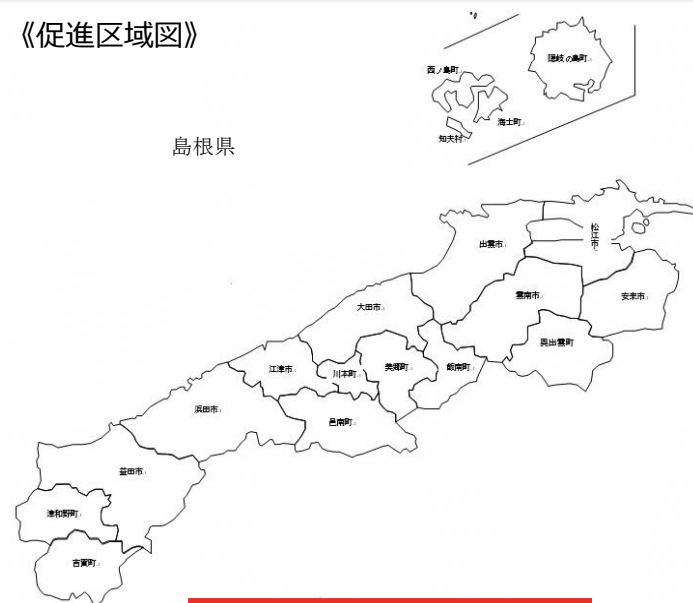 《促進区域図》
隠岐の島町
西ノ島町
海士町
知夫村
島根県
松江市
出雲市
雲南市
安来市
大田市
奥出雲町
江津市
川本町
美郷町
飯南町
浜田市
邑南町
益田市
津和野町
吉賀町